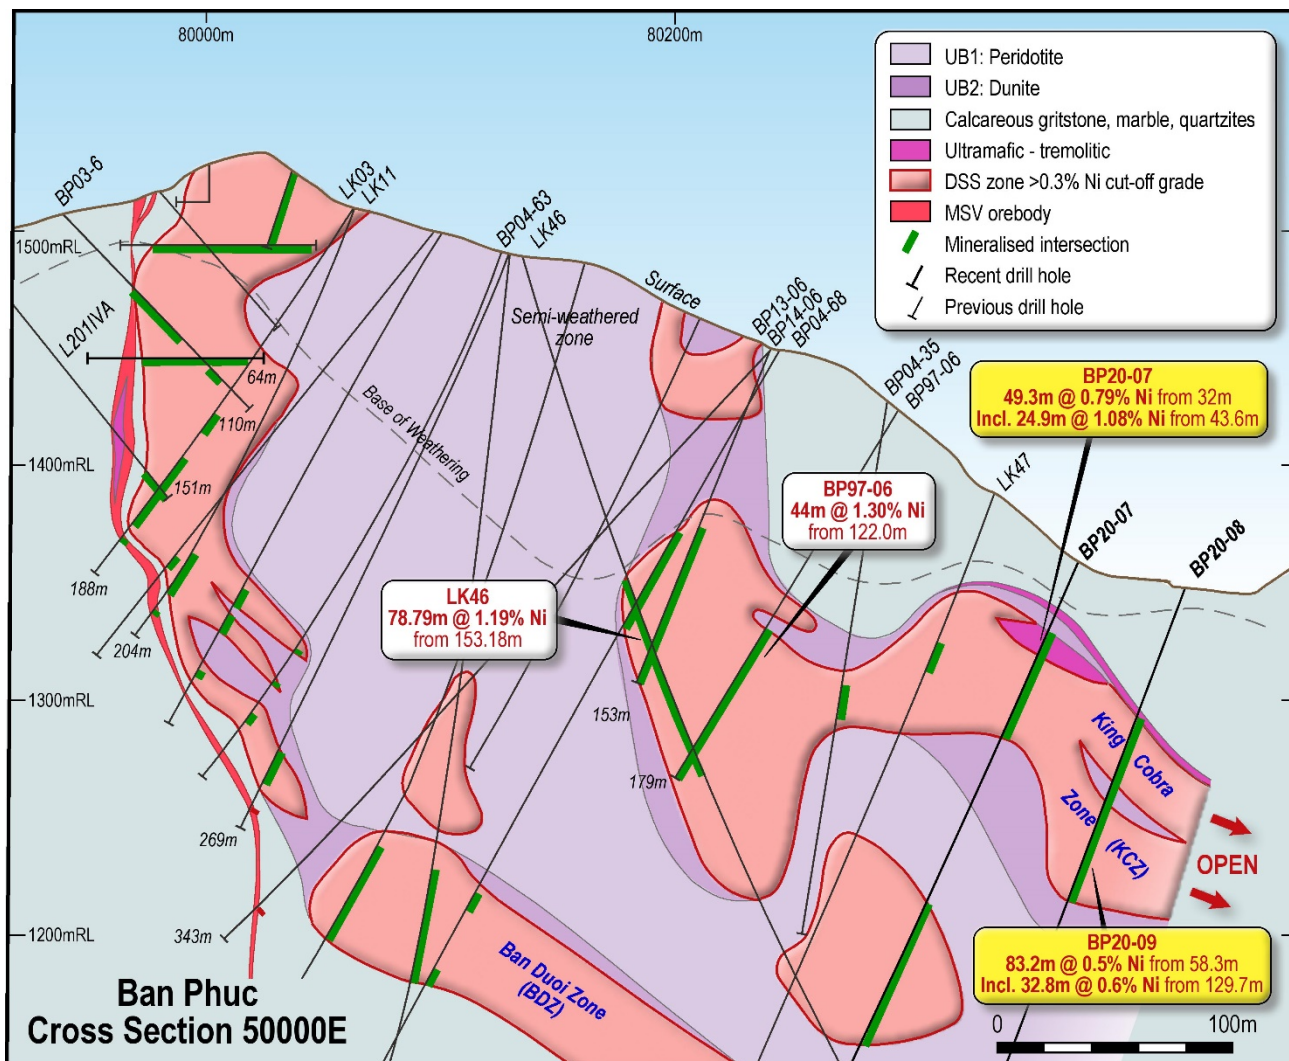 80000m
80200m
UB1: Peridotite
UB2: Dunite
Calcareous gritstone, marble, quartzites
Ultramafic - tremolitic
DSS zone >0.3% Ni cut-off grade
MSV orebody
Mineralised intersection
Recent drill hole
Previous drill hole
BP03-6
LK03
LK11
BP04-63
LK46
1500mRL
Surface
Semi-weathered
zone
BP13-06
BP14-06
BP04-68
BP04-35
BP97-06
L201IVA
64m
110m
Base of Weathering
BP20-07
49.3m @ 0.79% Ni from 32m
Incl. 24.9m @ 1.08% Ni from 43.6m
1400mRL
151m
LK47
BP97-06
44m @ 1.30% Ni
from 122.0m
BP20-07
BP20-08
188m
LK46
78.79m @ 1.19% Ni
from 153.18m
204m
1300mRL
153m
179m
King Cobra
Zone (KCZ)
269m
OPEN
343m
1200mRL
Ban Duoi Zone
(BDZ)
BP20-09
83.2m @ 0.5% Ni from 58.3m
Incl. 32.8m @ 0.6% Ni from 129.7m
Ban Phuc
Cross Section 50000E
0
100m